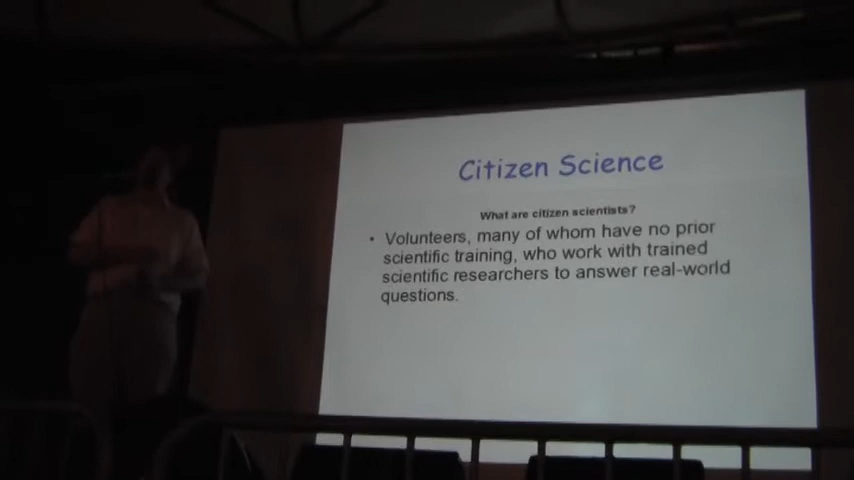 Citizen Science
What are citizen scientists?
• Volunteers, many of whom have no prior
scientific training, who work with trained
scientific researchers to answer real-world
questions.